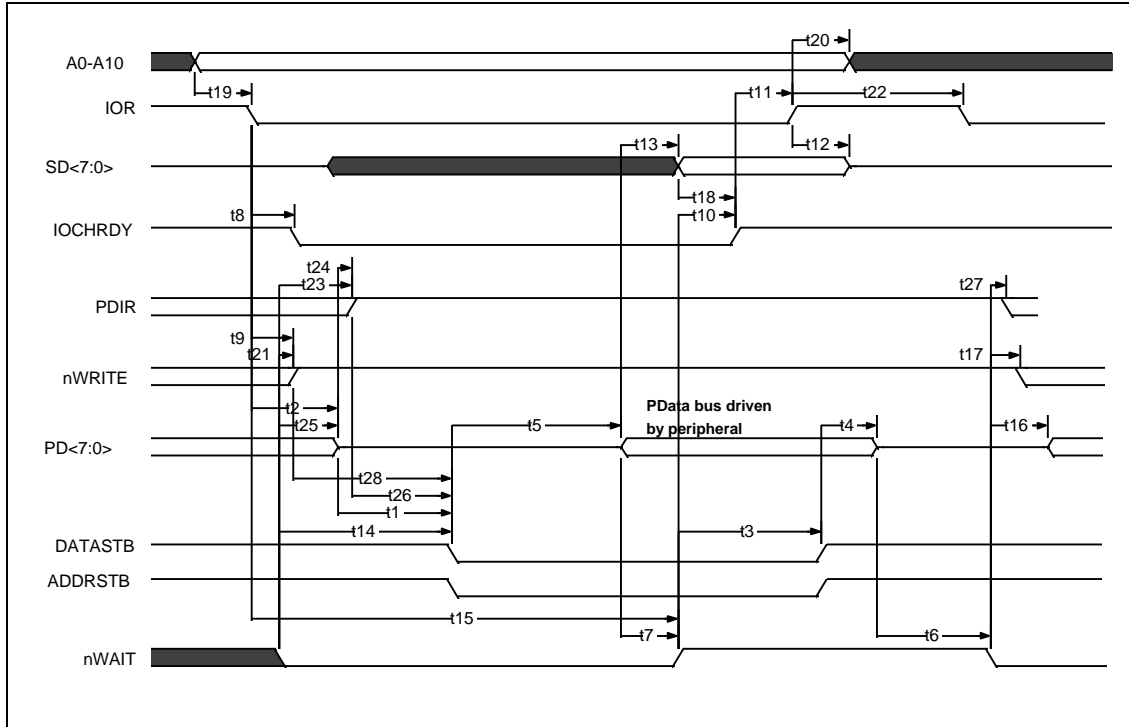 t20
A0-A10
t19
t11
t22
IOR
t13
t12
SD<7:0>
t18
t8
t10
IOCHRDY
t24
t23
t27
PDIR
t9
t21
t17
nWRITE
t2
PData bus driven
by peripheral
t25
t5
t4
t16
PD<7:0>
t28
t26
t1
t14
t3
DATASTB
ADDRSTB
t15
t7
t6
nWAIT